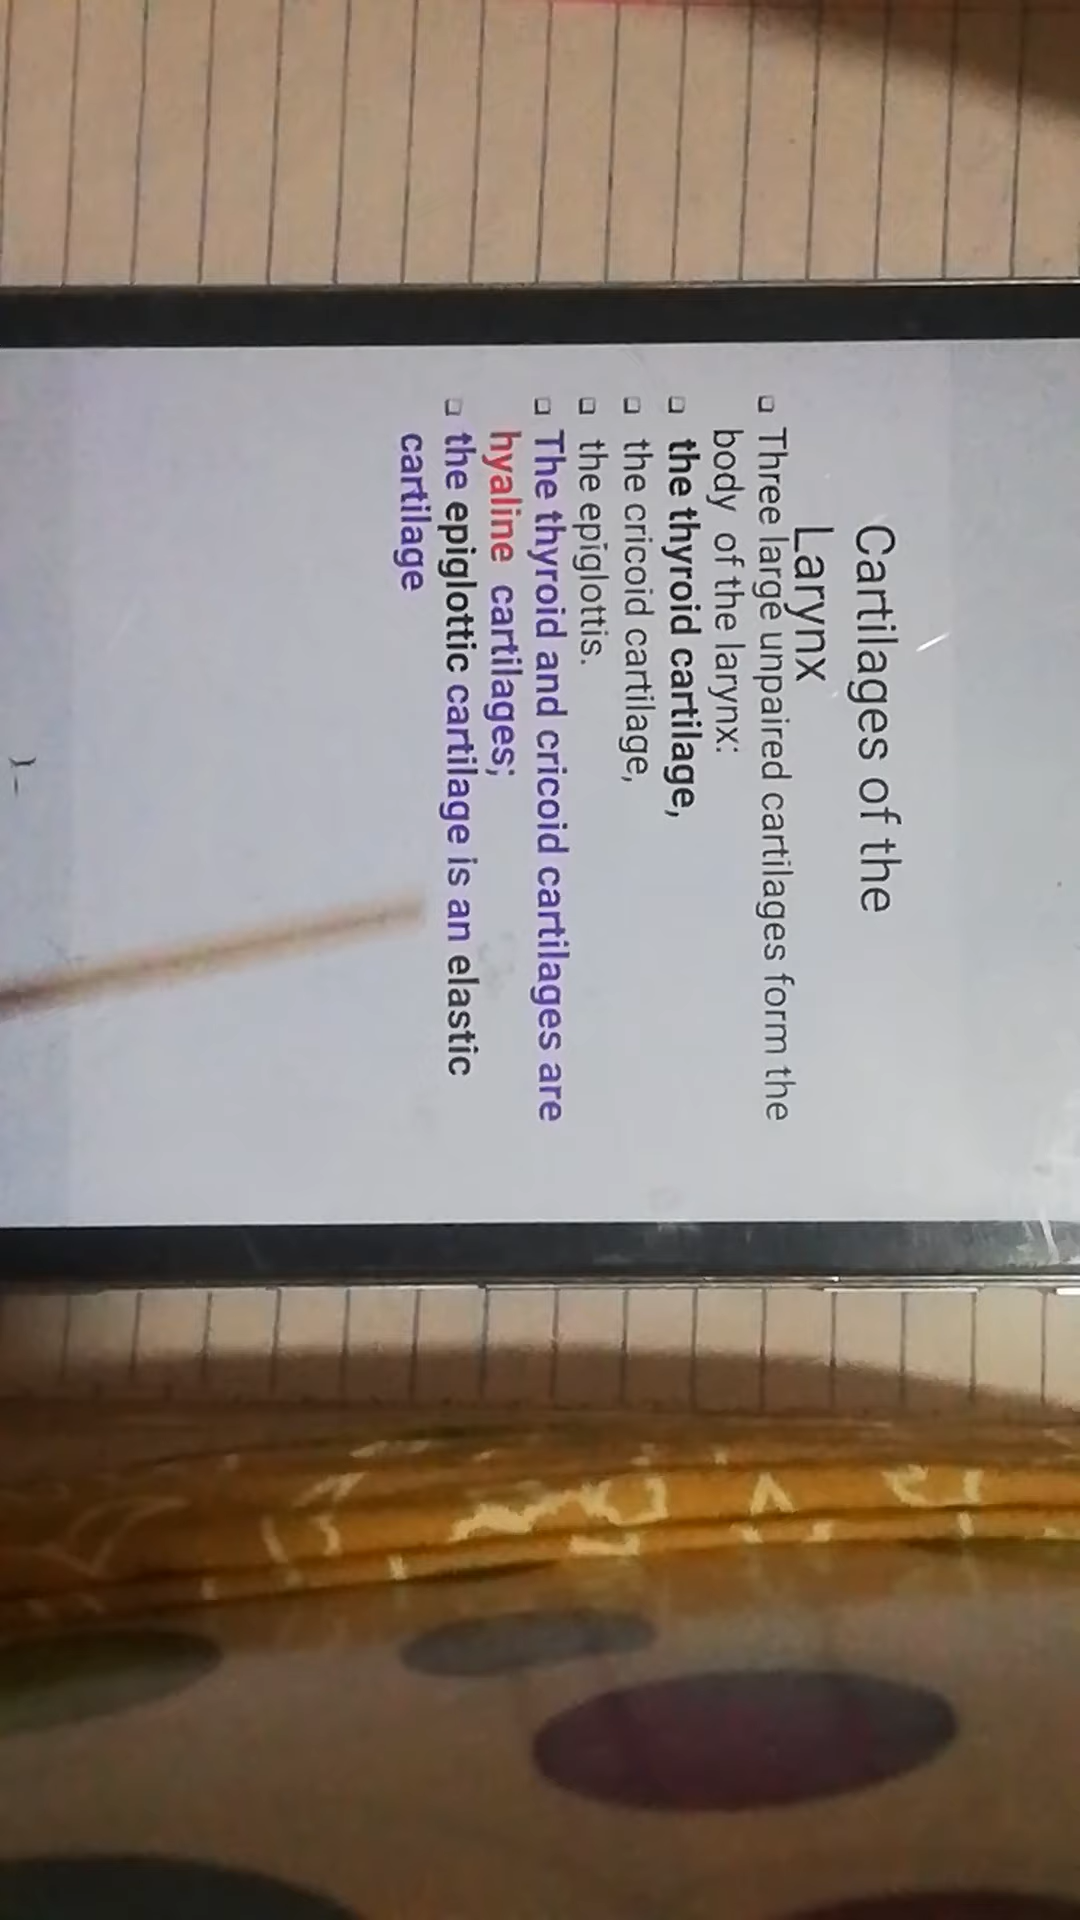 Cartilages of the
Larynx
▫ Three large unpaired cartilages form the
body of the larynx:
▫ the thyroid cartilage,
▫ the cricoid cartilage,
▫ the epiglottis.
▫ The thyroid and cricoid cartilages are
hyaline cartilages;
▫ the epiglottic cartilage is an elastic
cartilage